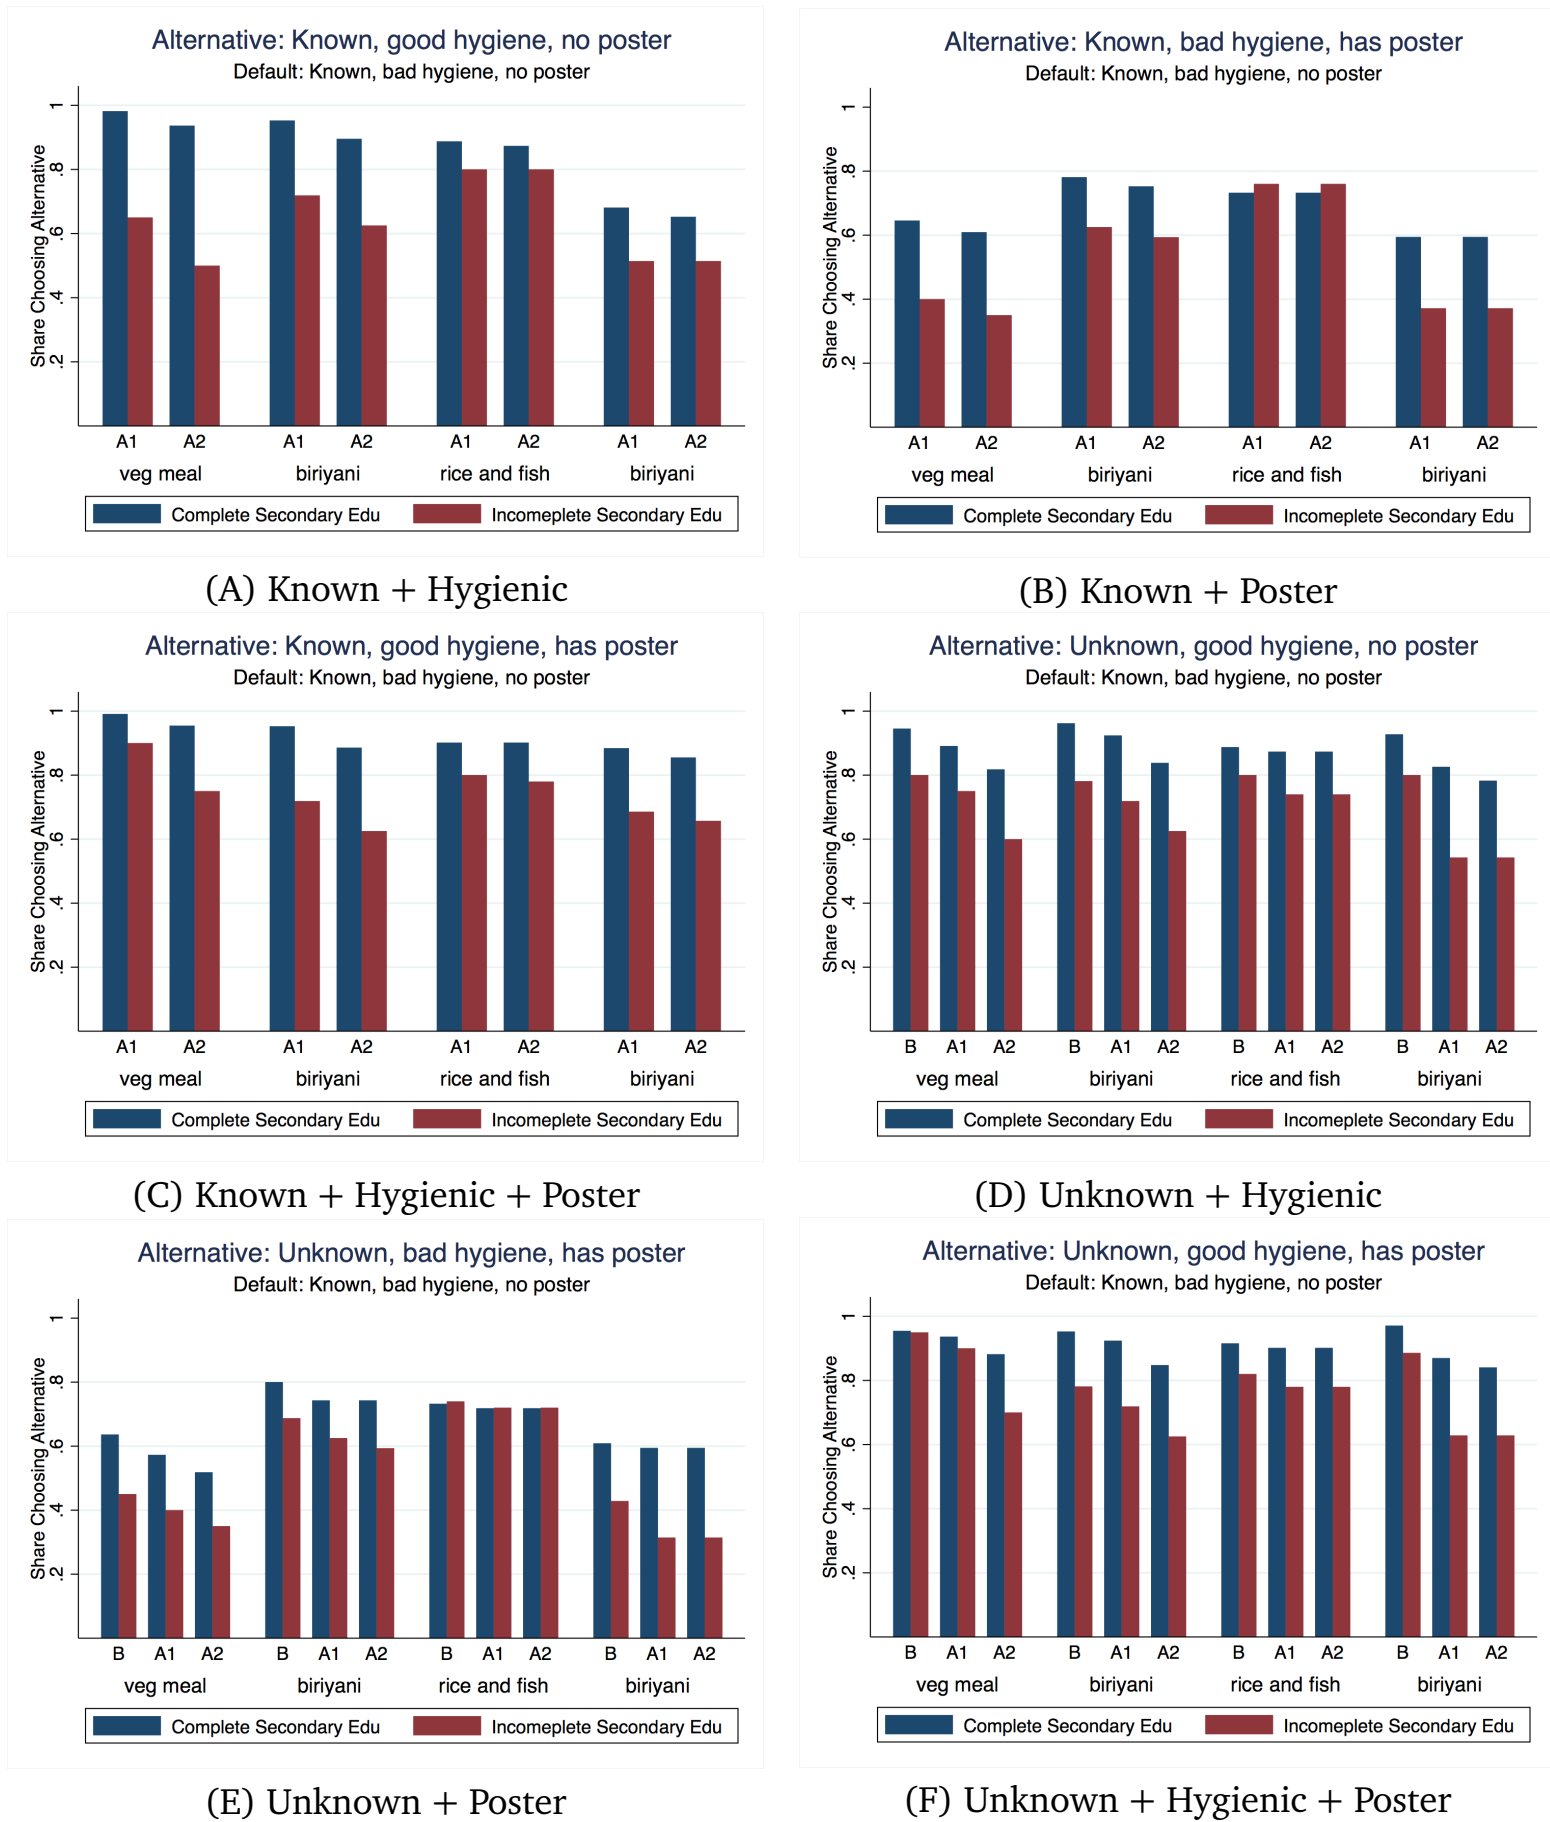 Alternative: Known, good hygiene, no poster
Default: Known, bad hygiene, no poster
Share Choosing Alternative
1
.8
.6
.4
.2
A1 A2 A1 A2 A1 A2 A1 A2
veg meal biriyani rice and fish biriyani
Complete Secondary Edu Incomeplete Secondary Edu
(A) Known + Hygienic
Alternative: Known, bad hygiene, has poster
Default: Known, bad hygiene, no poster
Share Choosing Alternative
1
.8
.6
.4
.2
A1 A2 A1 A2 A1 A2 A1 A2
veg meal biriyani rice and fish biriyani
Complete Secondary Edu Incomeplete Secondary Edu
(B) Known + Poster
Alternative: Known, good hygiene, has poster
Default: Known, bad hygiene, no poster
Share Choosing Alternative
1
.8
.6
.4
.2
A1 A2 A1 A2 A1 A2 A1 A2
veg meal biriyani rice and fish biriyani
Complete Secondary Edu Incomeplete Secondary Edu
(C) Known + Hygienic + Poster
Alternative: Unknown, good hygiene, no poster
Default: Known, bad hygiene, no poster
Share Choosing Alternative
1
.8
.6
.4
.2
B A1 A2 B A1 A2 B A1 A2 B A1 A2
veg meal biriyani rice and fish biriyani
Complete Secondary Edu Incomeplete Secondary Edu
(D) Unknown + Hygienic
Alternative: Unknown, bad hygiene, has poster
Default: Known, bad hygiene, no poster
Share Choosing Alternative
1
.8
.6
.4
.2
B A1 A2 B A1 A2 B A1 A2 B A1 A2
veg meal biriyani rice and fish biriyani
Complete Secondary Edu Incomeplete Secondary Edu
(E) Unknown + Poster
Alternative: Unknown, good hygiene, has poster
Default: Known, bad hygiene, no poster
Share Choosing Alternative
1
.8
.6
.4
.2
B A1 A2 B A1 A2 B A1 A2 B A1 A2
veg meal biriyani rice and fish biriyani
Complete Secondary Edu Incomeplete Secondary Edu
(F) Unknown + Hygienic + Poster